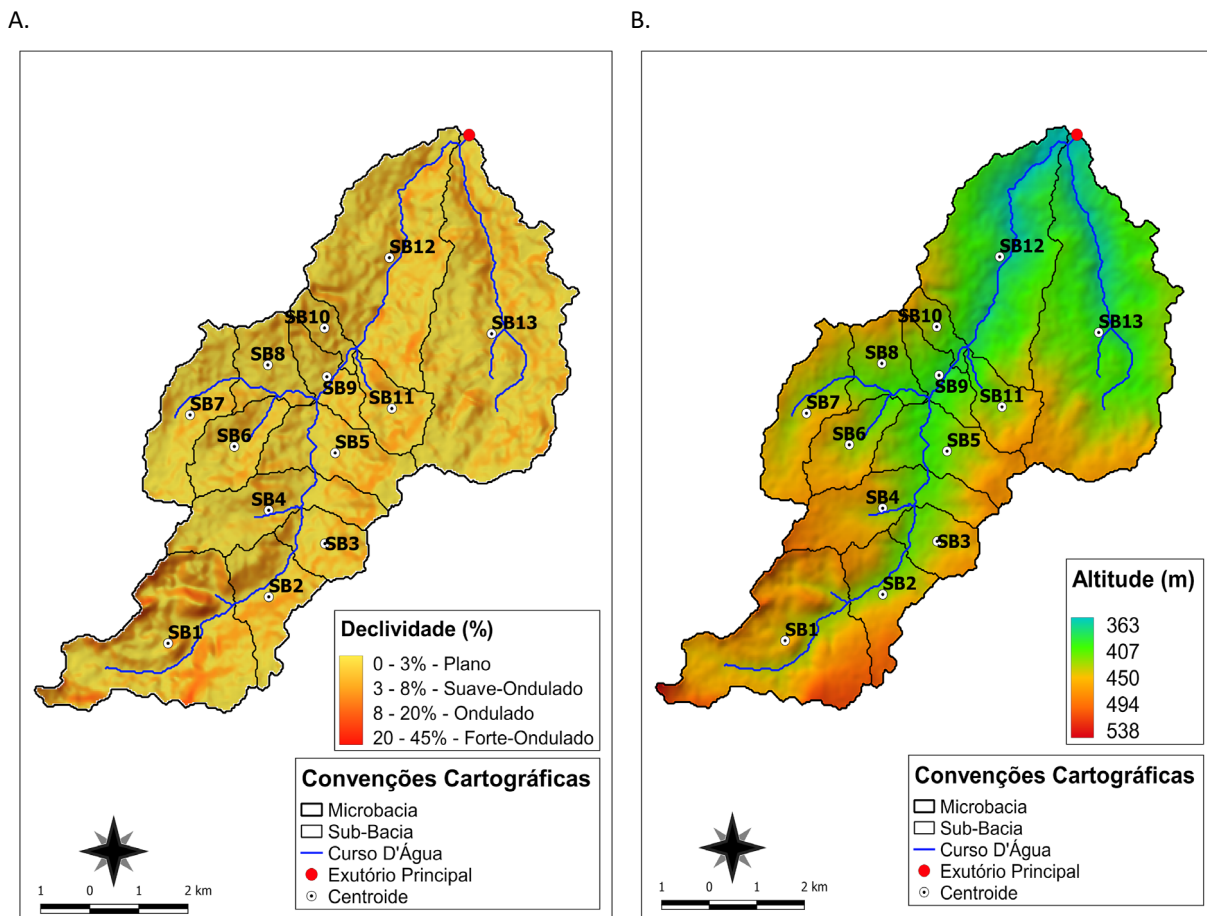 A.
B.
SB12
SB10
SB13
SB8
SB9
SB7
SB11
SB6
SB5
SB4
SB3
SB2
SB1
Declividade (%)
0 - 3% - Plano
3 - 8% - Suave-Ondulado
8 - 20% - Ondulado
20 - 45% - Forte-Ondulado
Convenções Cartográficas
Microbacia
Sub-Bacia
Curso D'Água
Exutório Principal
Centroide
1 0 1 2 km
SB12
SB10
SB13
SB8
SB9
SB7
SB11
SB6
SB5
SB4
SB3
SB2
SB1
Altitude (m)
363
407
450
494
538
Convenções Cartográficas
Microbacia
Sub-Bacia
Curso D'Água
Exutório Principal
Centroide
1 0 1 2 km